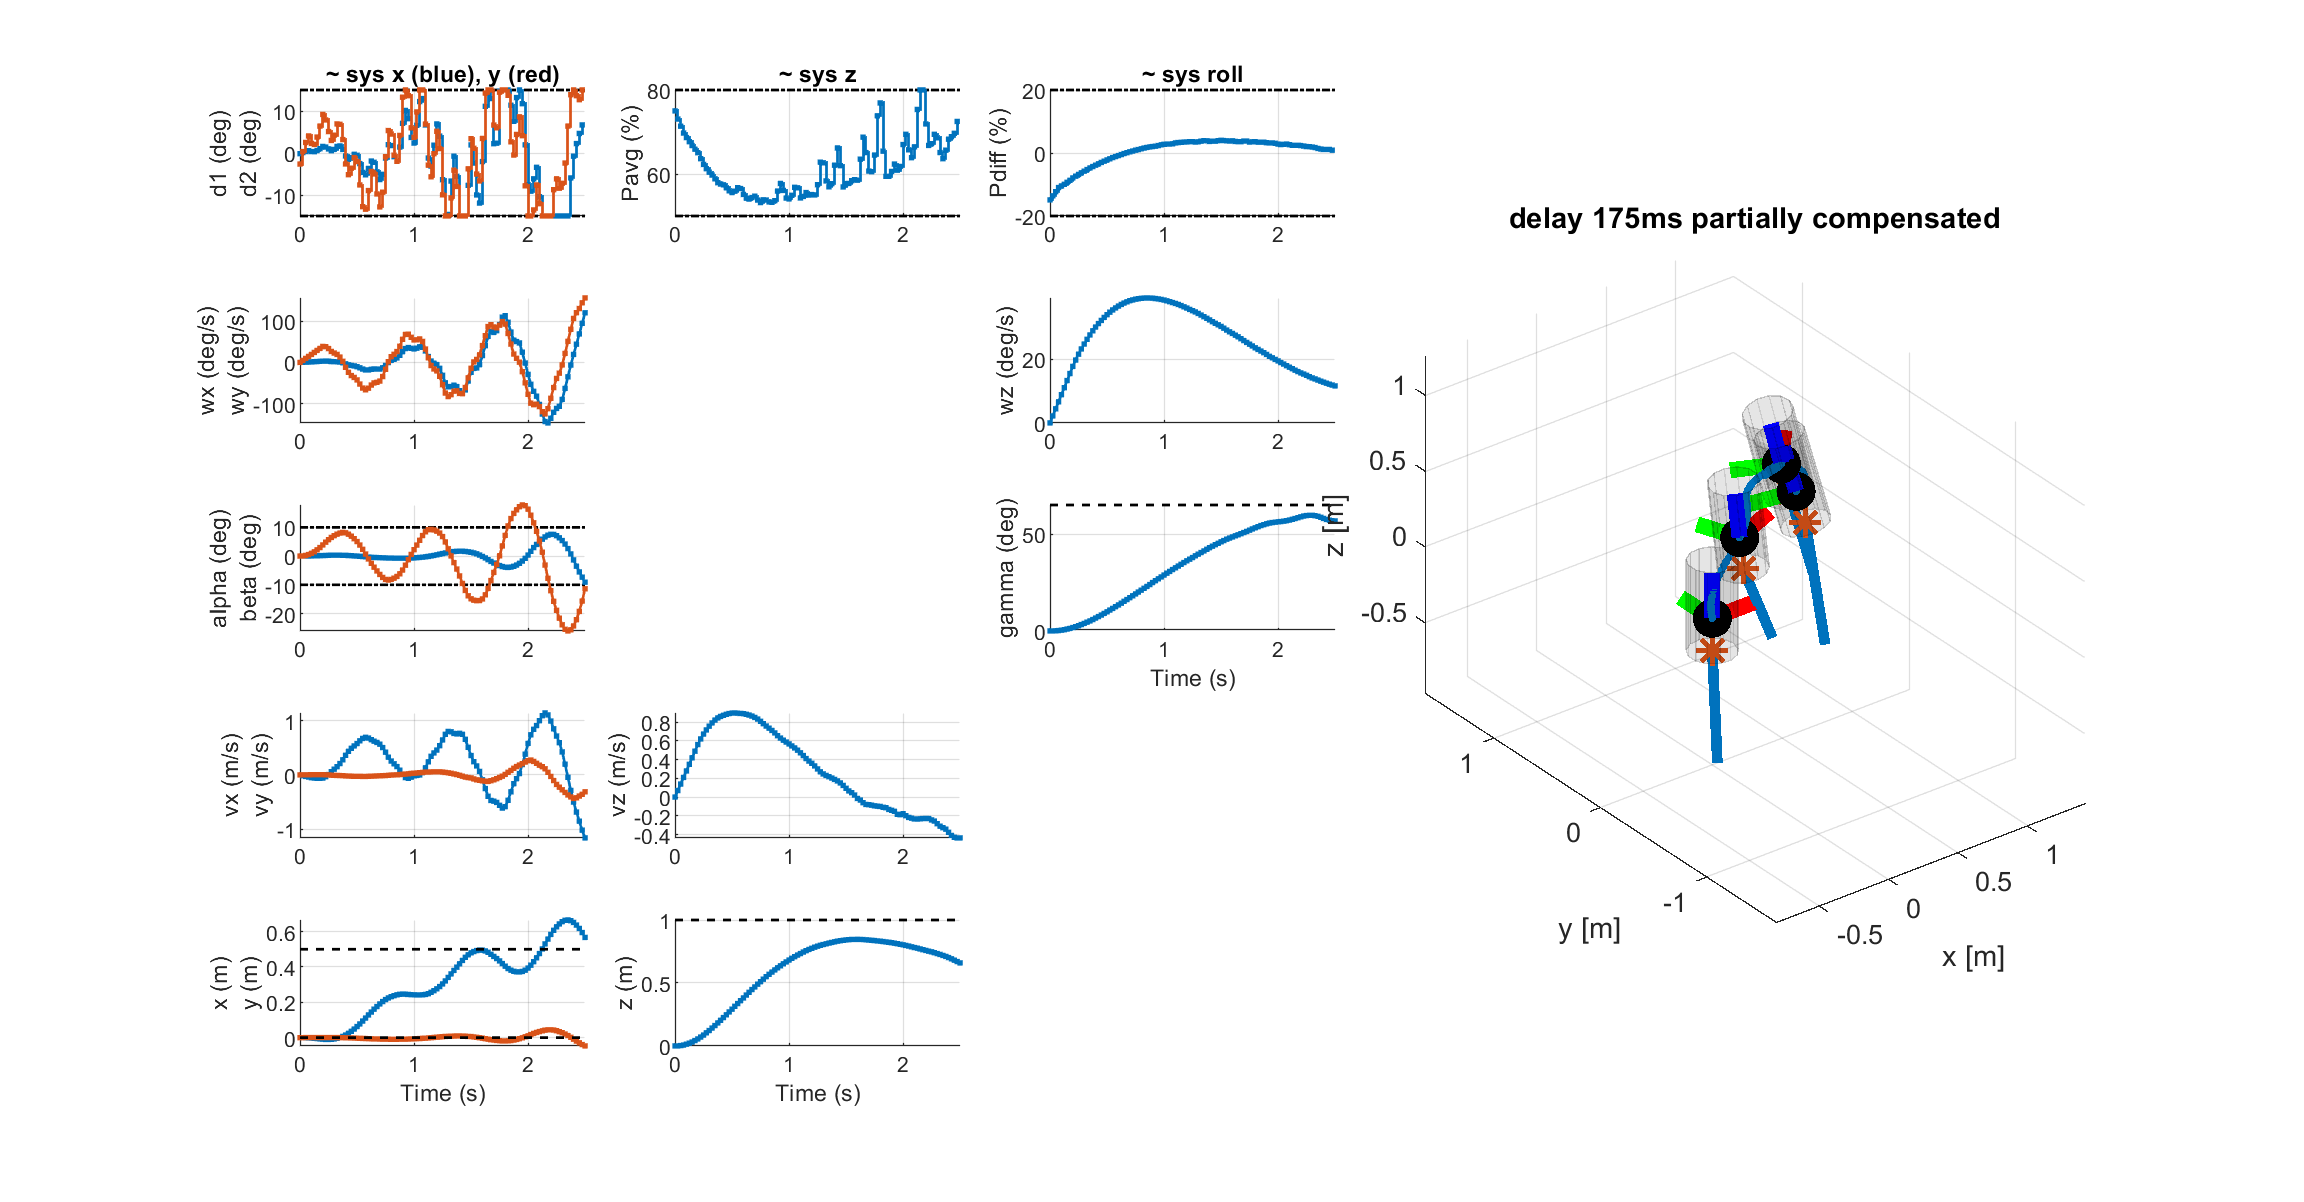 ~ sys x (blue), y (red)
d1 (deg)
d2 (deg)
10
0
-10
0 1 2
~ sys z
Pavg (%)
80
60
0 1 2
~ sys roll
Pdiff (%)
20
0
-20
0 1 2
wx (deg/s)
wy (deg/s)
100
0
-100
0 1 2
wz (deg/s)
20
0
0 1 2
alpha (deg)
beta (deg)
10
0
-10
-20
0 1 2
gamma (deg)
50
0
0 1 2
Time (s)
vx (m/s)
vy (m/s)
1
0
-1
0 1 2
vz (m/s)
0.8
0.6
0.4
0.2
0
-0.2
-0.4
0 1 2
x (m)
y (m)
0.6
0.4
0.2
0
0 1 2
Time (s)
z (m)
1
0.5
0
0 1 2
Time (s)
delay 175ms partially compensated
z [m]
1
0.5
0
-0.5
1
0
-1
y [m]
-0.5
0
0.5
1
x [m]